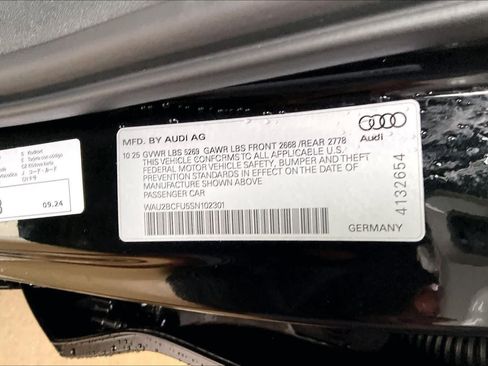 MFD. BY AUDI AG
10 25 GVWR LBS 5269 GAWR LBS FRONT 2668 /REAR 2778
THIS VEHICLE CONFORMS TO ALL APPLICABLE U.S.
FEDERAL MOTOR VEHICLE SAFETY, BUMPER AND THEFT
PREVENTION STANDARDS IN EFFECT ON THE DATE OF
MANUFACTURE SHOWN ABOVE
PASSENGER CAR
WAU2BCFU5SN102301
Audi
4132654
GERMANY
09.24